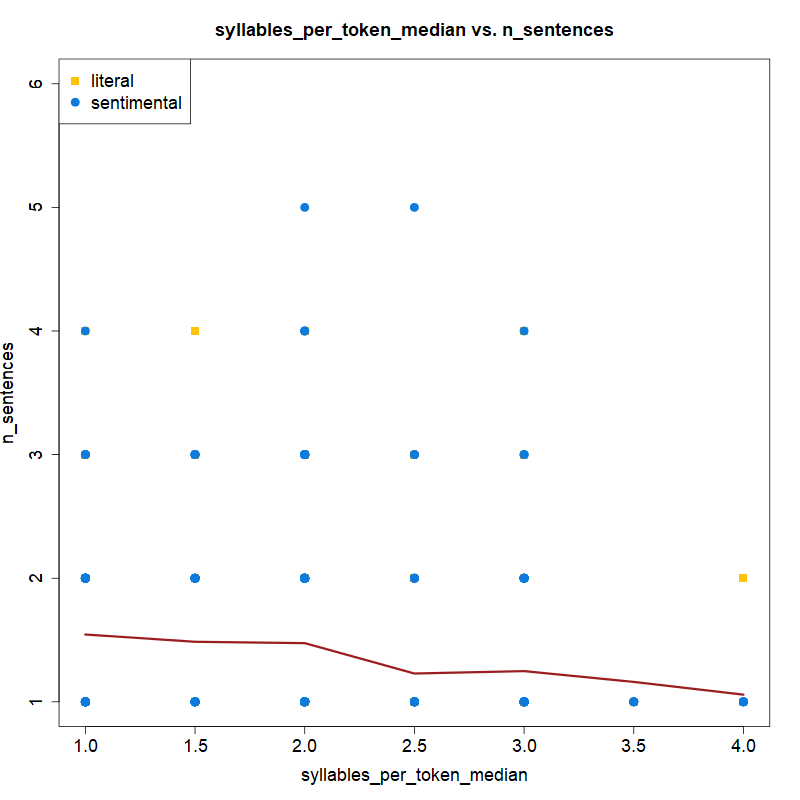 syllables_per_token_median vs. n_sentences
literal
sentimental
6
5
4
3
2
1
n_sentences
1.0 1.5 2.0 2.5 3.0 3.5 4.0
syllables_per_token_median